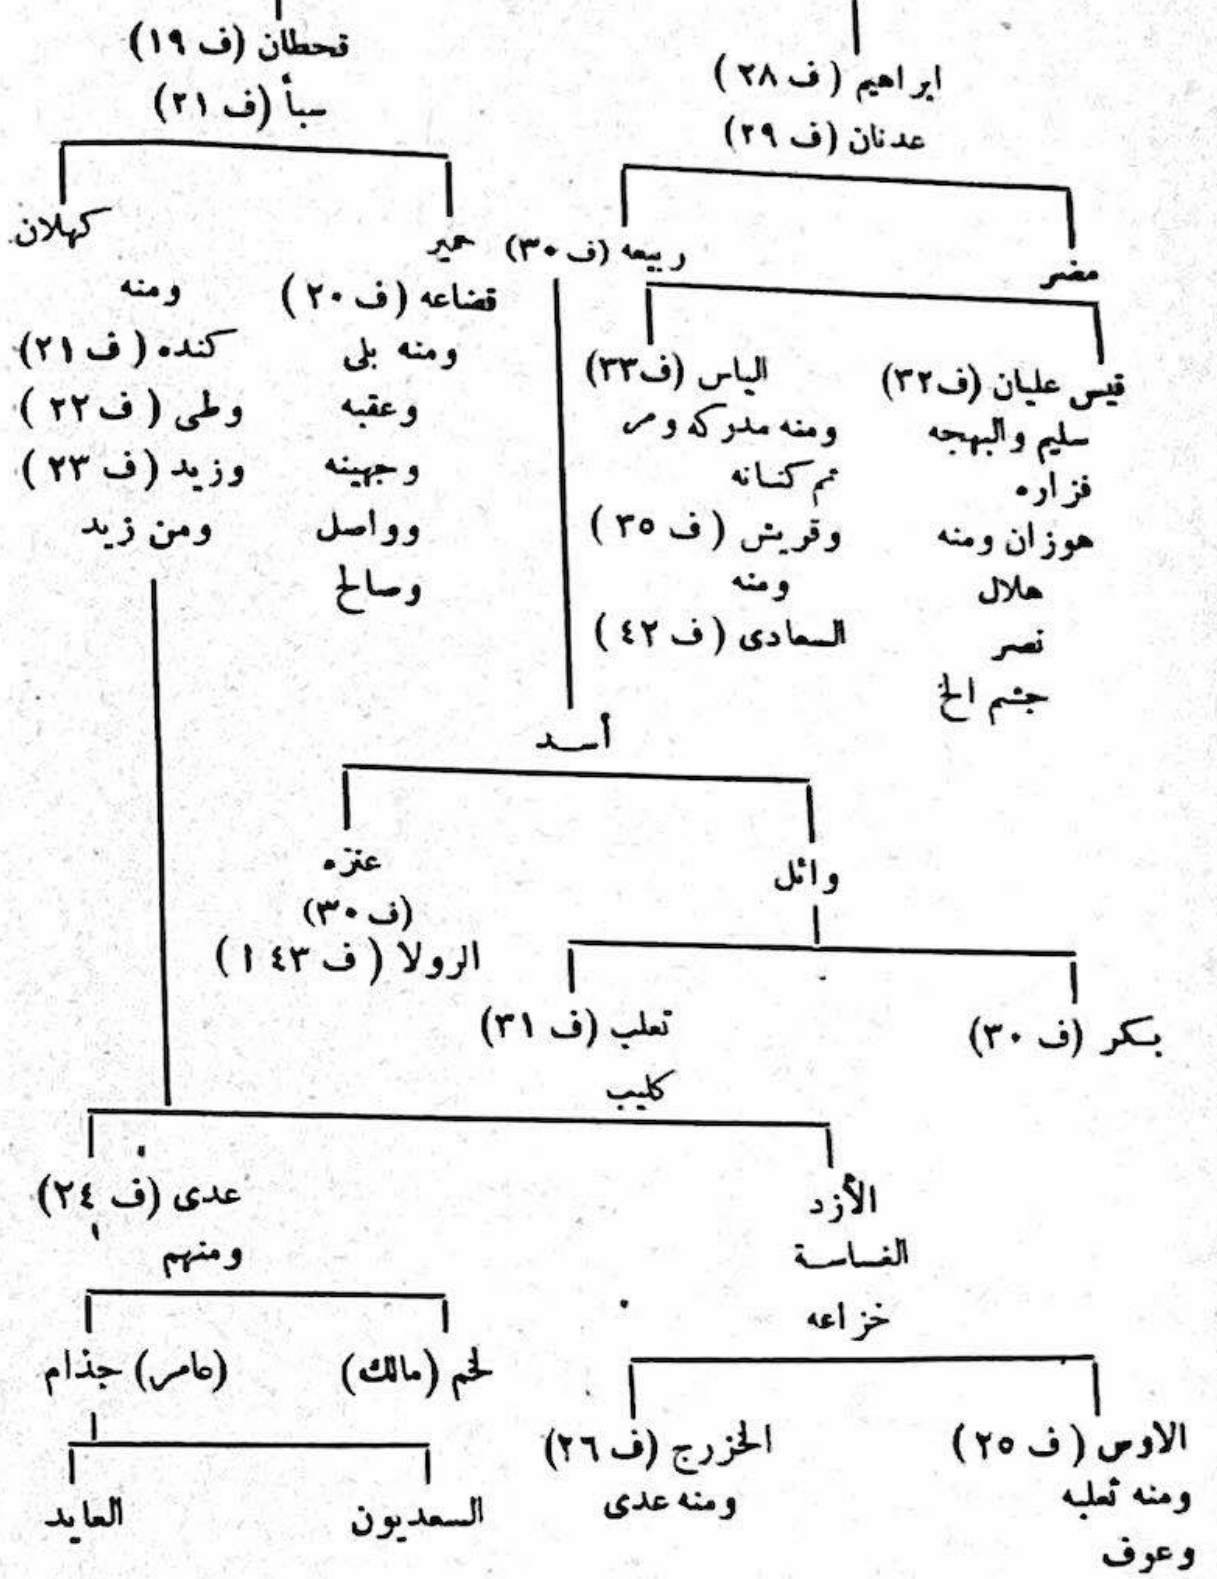 قحطان (ف ١٩)
سبأ (ف ٢١)
ابراهيم (ف ٢٨)
عدنان (ف ٢٩)
كهلان
ومنه
كنده (ف ٢١)
وطى (ف ٢٢)
وزيد (ف ٢٣)
ومن زيد
حمير
قضاعه (ف ٢٠)
ومنه بلى
وعقبه
وجهينه
وواصل
وصالح
ربيعه (ف ٣٠)
مضر
الياس (ف ٣٣)
ومنه مدركه ومر
ثم كنانه
وقريش (ف ٣٥)
ومنه
السعادى (ف ٤٢)
قيس عليان (ف ٣٢)
سليم والبهجه
فزاره
هوزان ومنه
هلال
نصر
جشم الخ
أسد
عنزه
(ف ٣٠)
الرولا (ف ٤٣ ١)
وائل
تعلب (ف ٣١)
كليب
بكر (ف ٣٠)
عدى (ف ٢٤)
ومنهم
الأزد
الغساسة
خزاعه
(عامر) جذام
لخم (مالك)
العايد
السعديون
الخزرج (ف ٢٦)
ومنه عدى
الاوس (ف ٢٥)
ومنه ثعلبه
وعوف